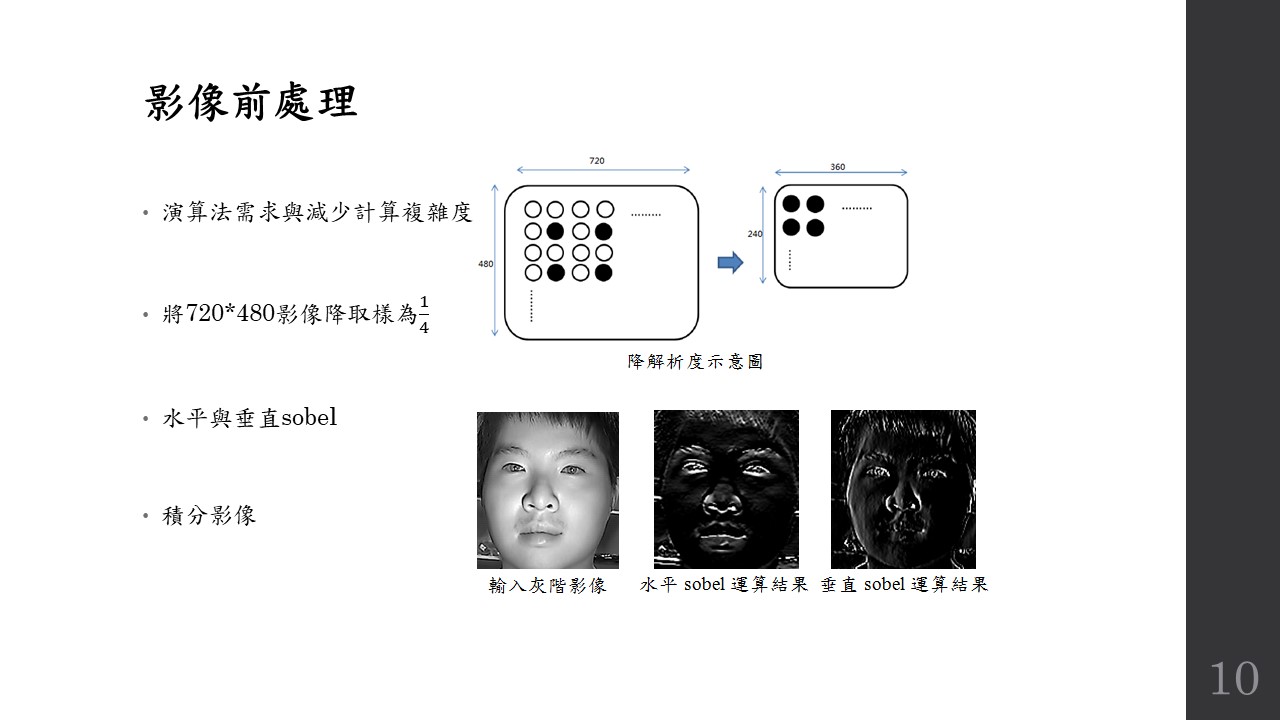 影像前處理
• 演算法需求與減少計算複雜度
• 將720*480影像降取樣為1/4
• 水平與垂直sobel
• 積分影像
720
480
.........
.........
360
240
.........
......
降解析度示意圖
輸入灰階影像
水平 sobel 運算結果
垂直 sobel 運算結果
10